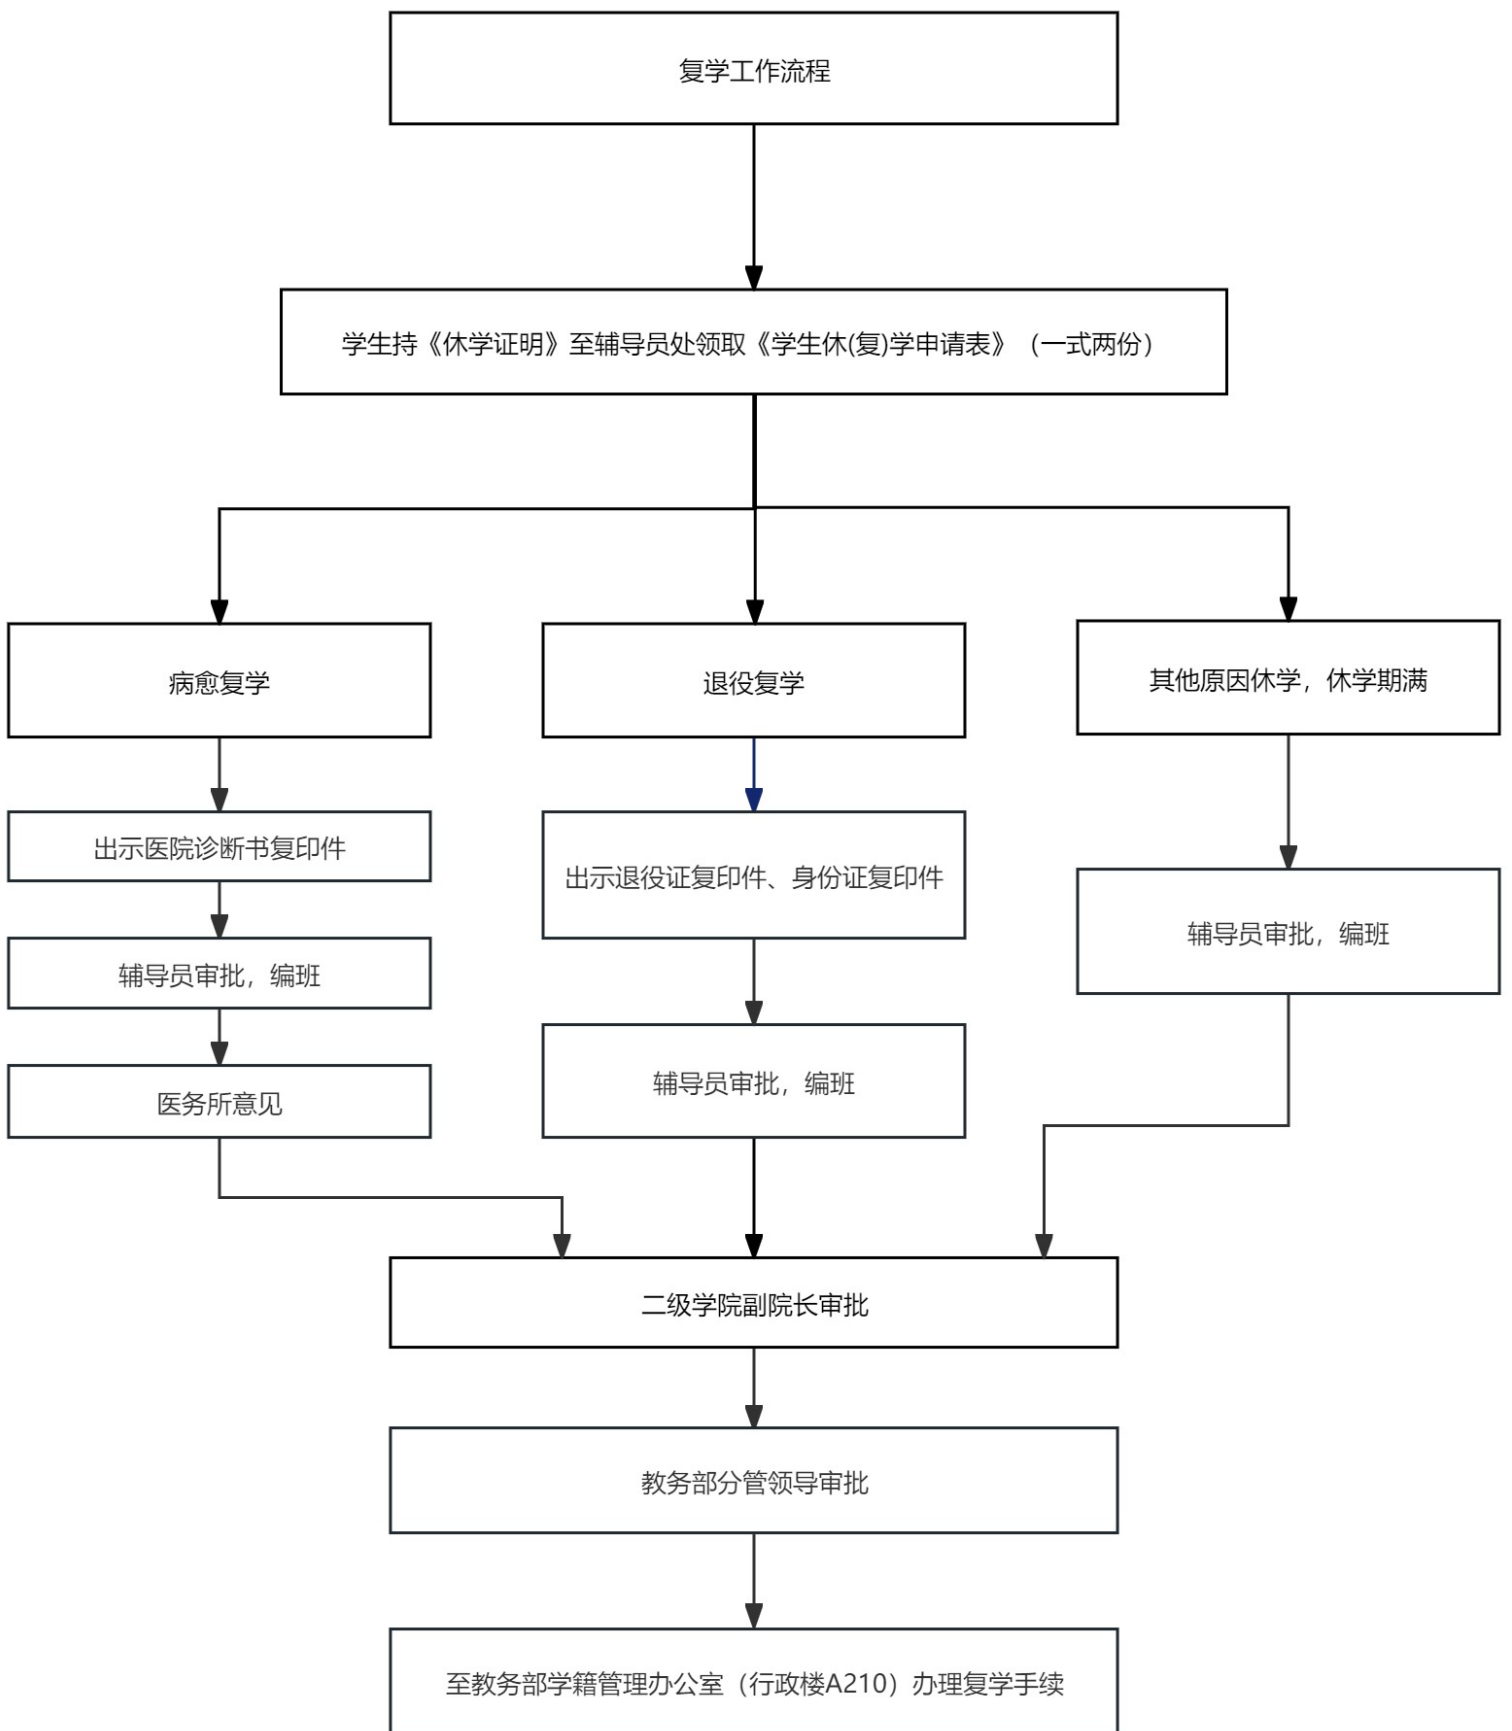 复学工作流程
学生持《休学证明》至辅导员处领取《学生休(复)学申请表》（一式两份）
病愈复学
退役复学
其他原因休学，休学期满
出示医院诊断书复印件
出示退役证复印件、身份证复印件
辅导员审批，编班
辅导员审批，编班
医务所意见
辅导员审批，编班
二级学院副院长审批
教务部分管领导审批
至教务部学籍管理办公室（行政楼A210）办理复学手续